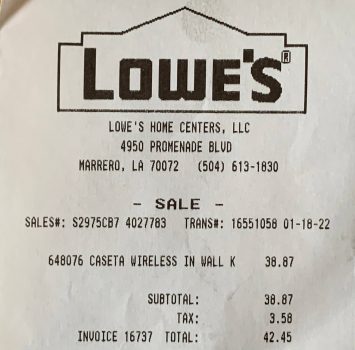 LOWE'S®
LOWE'S HOME CENTERS, LLC
4950 PROMENADE BLVD
MARRERO, LA 70072 (504) 613-1830
- SALE -
SALES#: S2975CB7 4027783 TRANS#: 16551058 01-18-22
648076 CASETA WIRELESS IN WALL K 38.87
SUBTOTAL: 38.87
TAX: 3.58
INVOICE 16737 TOTAL: 42.45